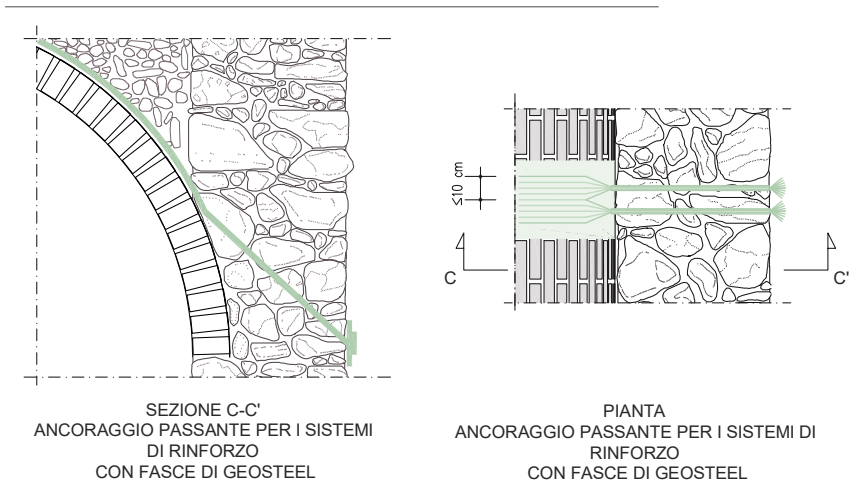 ≤10 cm
C
C'
SEZIONE C-C'
ANCORAGGIO PASSANTE PER I SISTEMI
DI RINFORZO
CON FASCE DI GEOSTEEL
PIANTA
ANCORAGGIO PASSANTE PER I SISTEMI DI
RINFORZO
CON FASCE DI GEOSTEEL